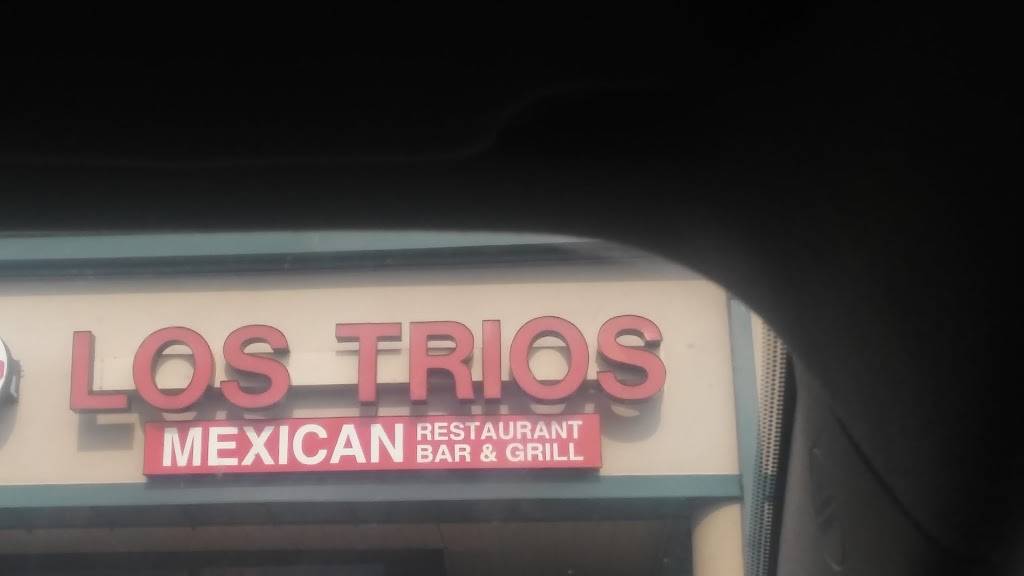 LOS TRIOS
MEXICAN RESTAURANT
BAR & GRILL